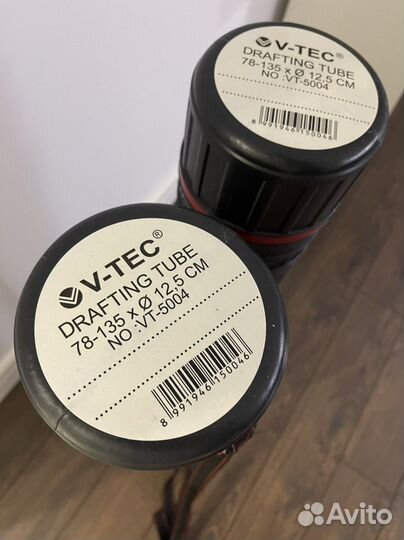 V-TEC®
DRAFTING TUBE
78-135 x Ø 12,5 CM
NO :VT-5004
8 991946 150046
V-TEC®
DRAFTING TUBE
78-135 x Ø 12,5 CM
NO :VT-5004
8 991946 150046
Avito